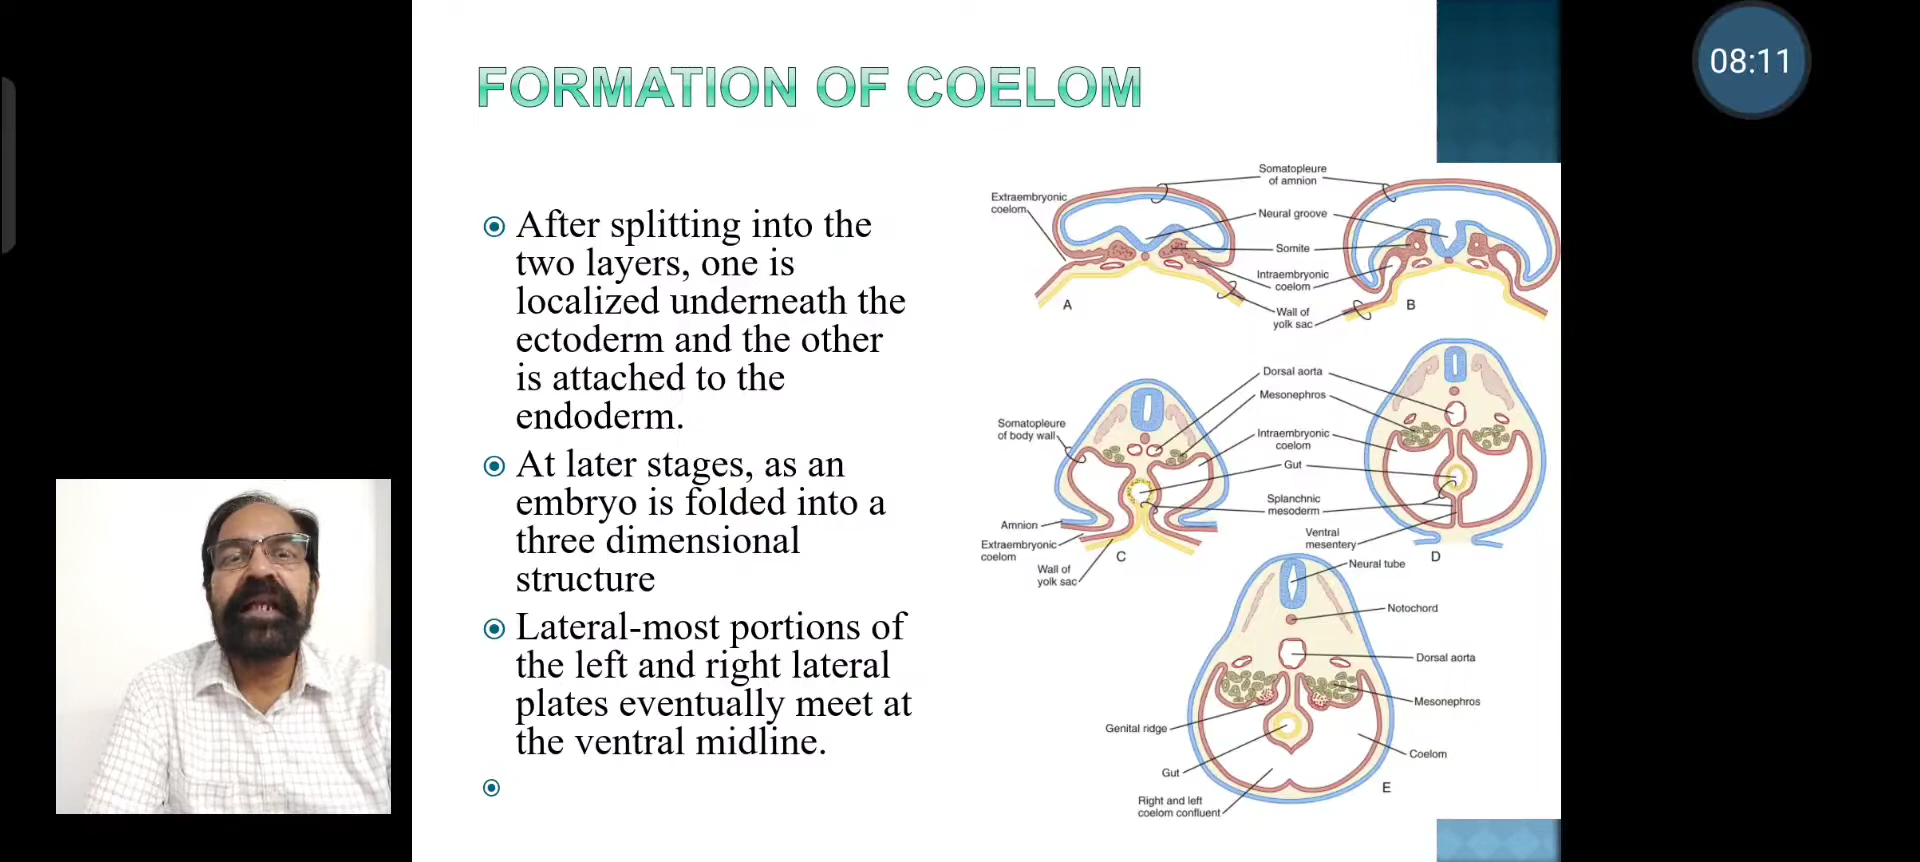 FORMATION OF COELOM
08:11
After splitting into the
two layers, one is
localized underneath the
ectoderm and the other
is attached to the
endoderm.
At later stages, as an
embryo is folded into a
three dimensional
structure
Lateral-most portions of
the left and right lateral
plates eventually meet at
the ventral midline.
Somatopleure
of amnion
Extraembryonic
coelom
Neural groove
Somite
Intraembryonic
coelom
Wall of
yolk sac
A
B
Dorsal aorta
Mesonephros
Somatopleure
of body wall
Intraembryonic
coelom
Gut
Splanchnic
mesoderm
Amnion
Extraembryonic
coelom
Wall of
yolk sac
C
Ventral
mesentery
D
Neural tube
Notochord
Dorsal aorta
Mesonephros
Genital ridge
Coelom
Gut
E
Right and left
coelom confluent